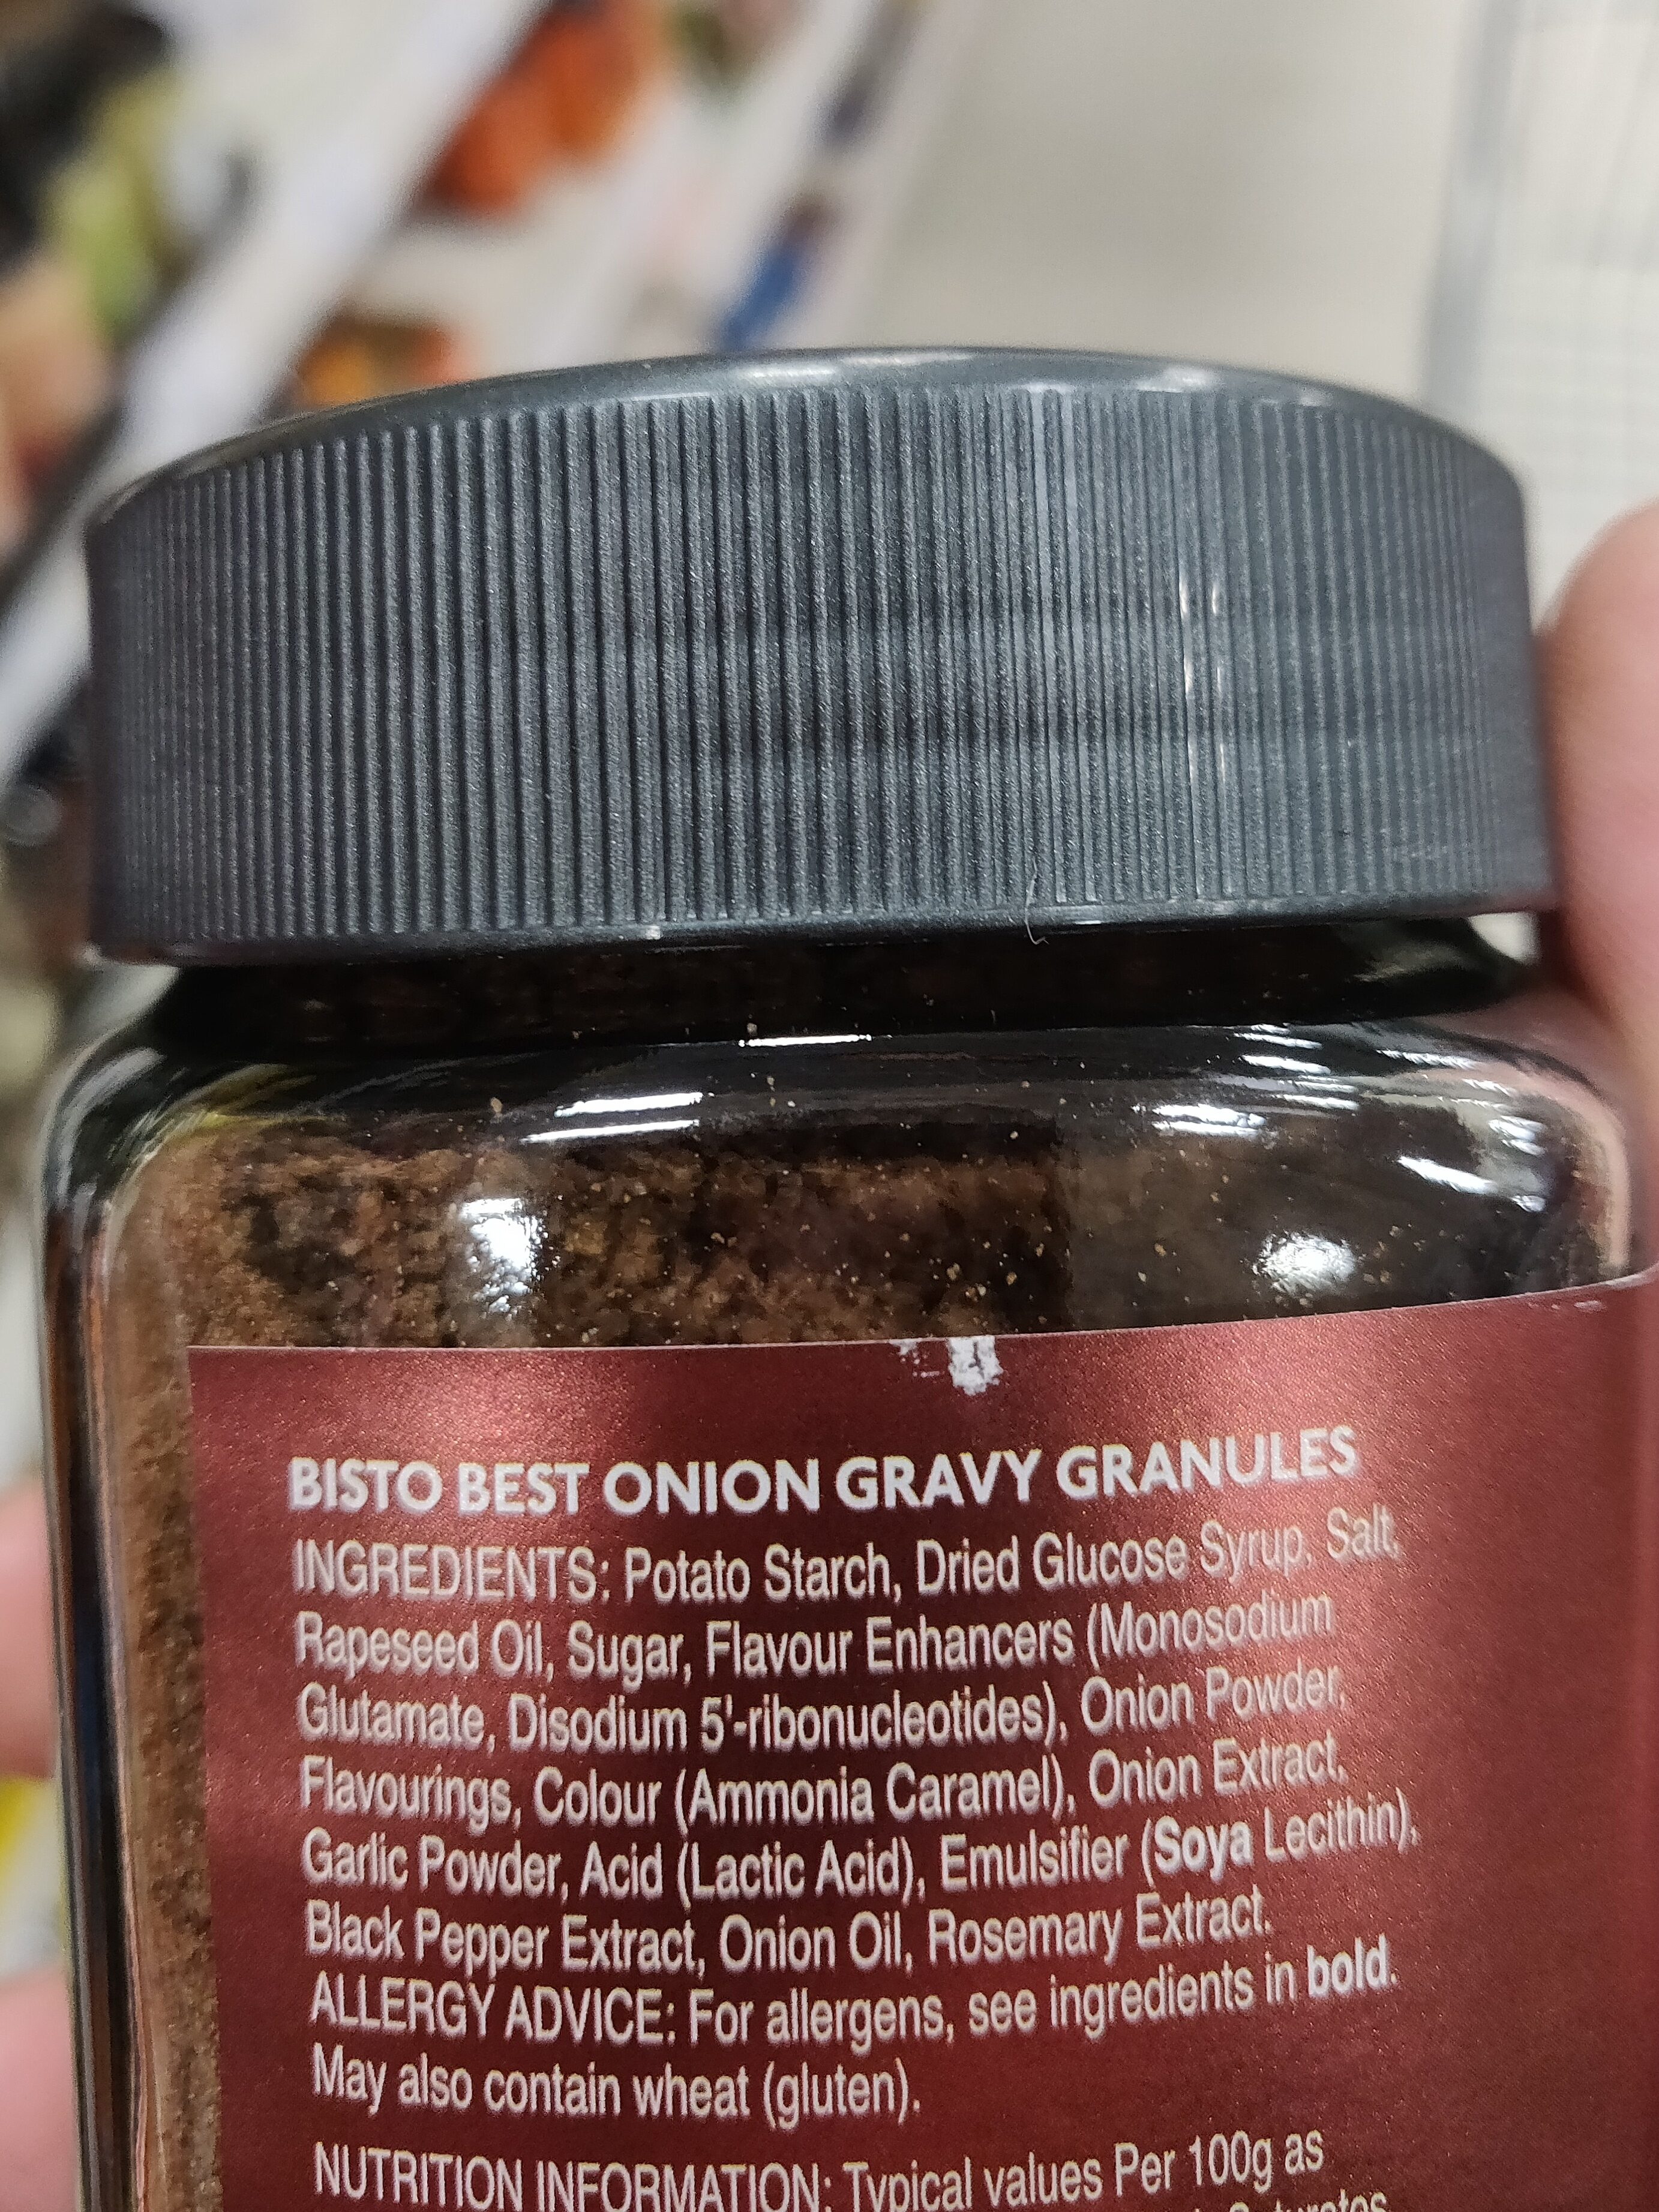 BISTO BEST ONION GRAVY GRANULES
INGREDIENTS: Potato Starch, Dried Glucose Syrup, Salt,
Rapeseed Oil, Sugar, Flavour Enhancers (Monosodium
Glutamate, Disodium 5'-ribonucleotides), Onion Powder,
Flavourings, Colour (Ammonia Caramel), Onion Extract,
Garlic Powder, Acid (Lactic Acid), Emulsifier (Soya Lecithin),
Black Pepper Extract, Onion Oil, Rosemary Extract.
ALLERGY ADVICE: For allergens, see ingredients in bold.
May also contain wheat (gluten).
NUTRITION INFORMATION: Typical values Per 100g as